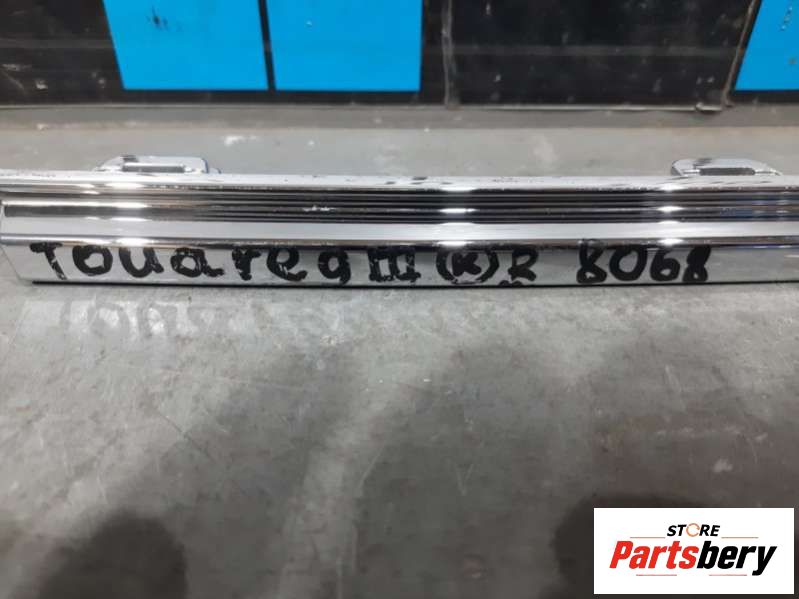 Touareg III (R) R 8068
STORE
Partsbery